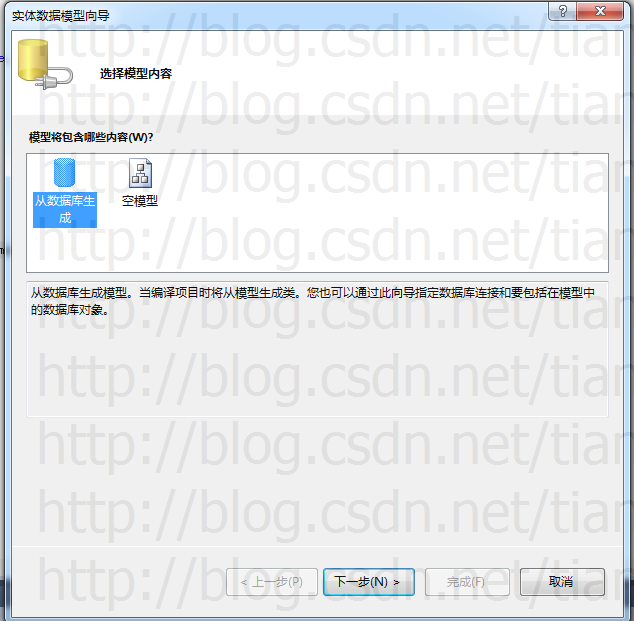 实体数据模型向导
选择模型内容
模型将包含哪些内容(W)?
从数据库生
成
空模型
从数据库生成模型。当编译项目时将从模型生成类。您也可以通过此向导指定数据库连接和要包括在模型中
的数据库对象。
< 上一步(P)
下一步(N) >
完成(F)
取消
http://blog.csdn.net/tian
http://blog.csdn.net/tian
http://blog.csdn.net/tian
http://blog.csdn.net/tian
http://blog.csdn.net/tian
http://blog.csdn.net/tian
http://blog.csdn.net/tian
http://blog.csdn.net/tian
http://blog.csdn.net/tian